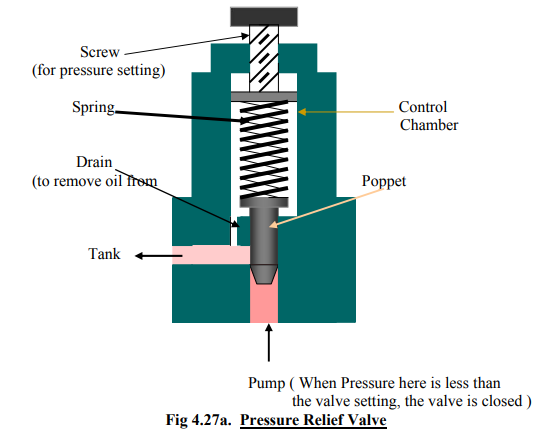 Screw
(for pressure setting)
Spring
Control
Chamber
Drain
(to remove oil from
Poppet
Tank
Pump ( When Pressure here is less than
the valve setting, the valve is closed )
Fig 4.27a. Pressure Relief Valve